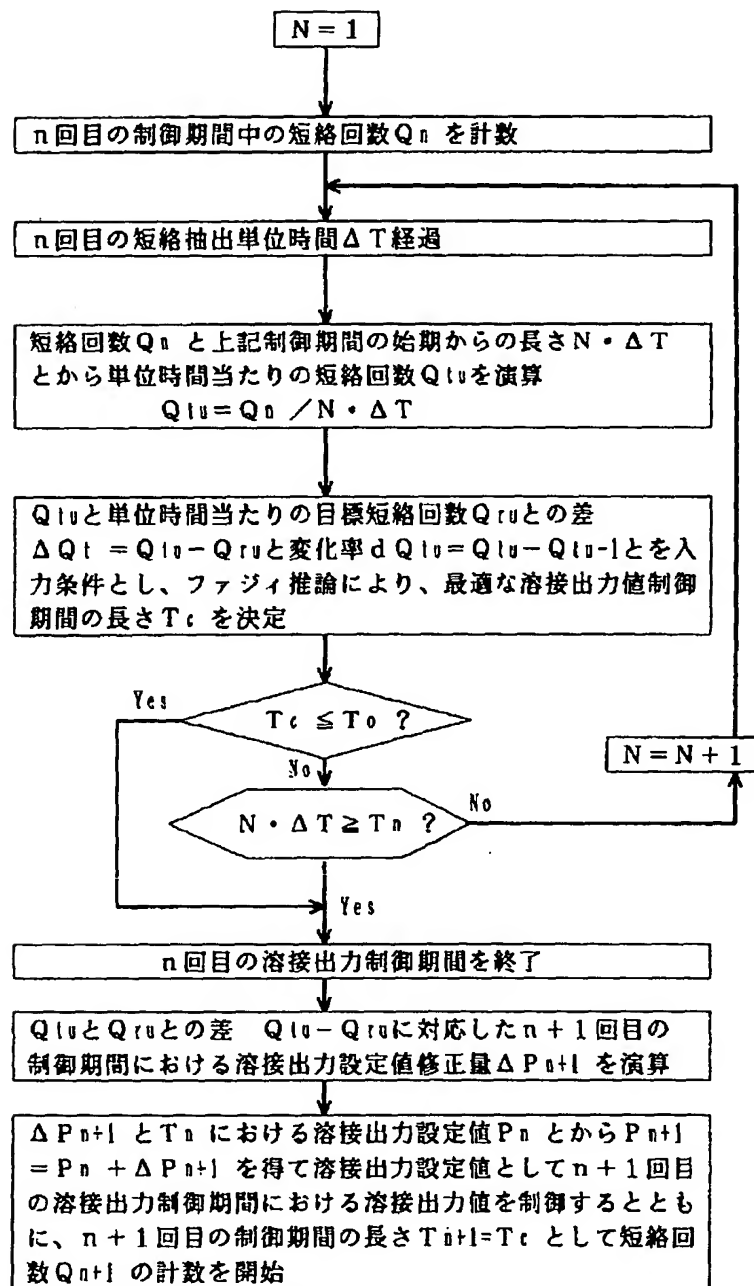 N=1
n回目の制御期間中の短絡回数Qn を計数
n回目の短絡抽出単位時間ΔT経過
短絡回数Qn と上記制御期間の始期からの長さN・ΔT
とから単位時間当たりの短絡回数Qtuを演算
Qtu=Qn /N・ΔT
Qtuと単位時間当たりの目標短絡回数Qruとの差
ΔQt =Qtu-Qruと変化率dQtu=Qtu-Qtu-1とを入
力条件とし、ファジィ推論により、最適な溶接出力値制御
期間の長さTc を決定
Yes
Tc ≦To ?
No
N=N+1
N・ΔT≧Tn ?
No
Yes
n回目の溶接出力制御期間を終了
QtuとQruとの差 Qtu-Qruに対応したn+1回目の
制御期間における溶接出力設定値修正量ΔPn+1 を演算
ΔPn+1 とTn における溶接出力設定値Pn とからPn+1
=Pn +ΔPn+1 を得て溶接出力設定値としてn+1回目
の溶接出力制御期間における溶接出力値を制御するととも
に、n+1回目の制御期間の長さTn+1=Tc として短絡回
数Qn+1 の計数を開始